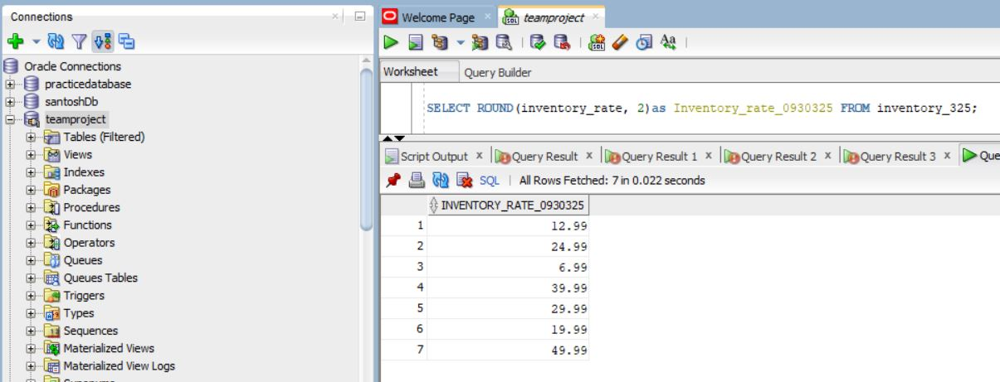 Connections
Oracle Connections
practicedatabase
santoshDb
teamproject
Tables (Filtered)
Views
Indexes
Packages
Procedures
Functions
Operators
Queues
Queues Tables
Triggers
Types
Sequences
Materialized Views
Materialized View Logs
Welcome Page
teamproject
Worksheet
Query Builder
SELECT ROUND(inventory_rate, 2)as Inventory_rate_0930325 FROM inventory_325;
Script Output
Query Result
Query Result 1
Query Result 2
Query Result 3
Que
SQL
All Rows Fetched: 7 in 0.022 seconds
INVENTORY_RATE_0930325
1 12.99
2 24.99
3 6.99
4 39.99
5 29.99
6 19.99
7 49.99